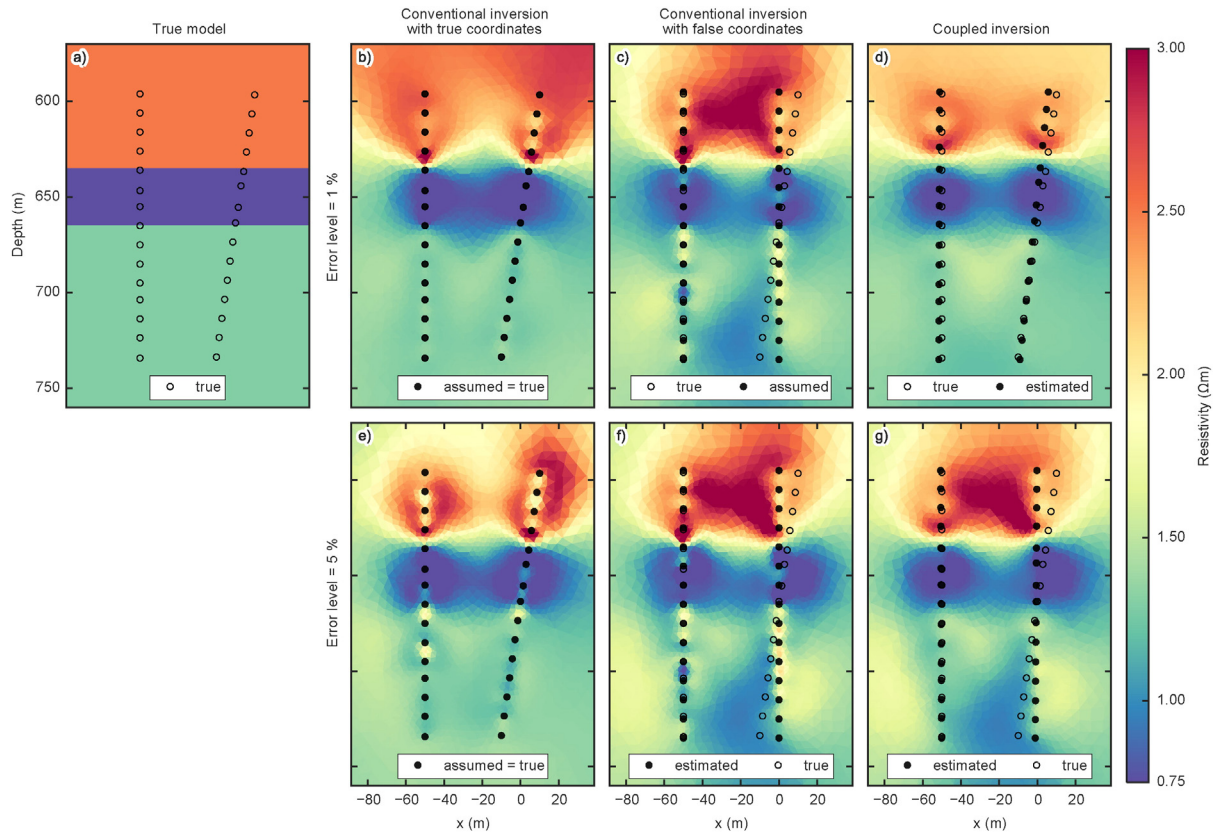 True model
Conventional inversion
with true coordinates
Conventional inversion
with false coordinates
Coupled inversion
a)
b)
c)
d)
3.00
600
650
700
750
Depth (m)
Error level = 1 %
2.50
true
assumed = true
true
assumed
true
estimated
2.00
Resistivity (Ωm)
e)
f)
g)
1.50
Error level = 5 %
1.00
assumed = true
estimated
true
estimated
true
0.75
−80 −60 −40 −20 0 20
−80 −60 −40 −20 0 20
−80 −60 −40 −20 0 20
x (m)
x (m)
x (m)